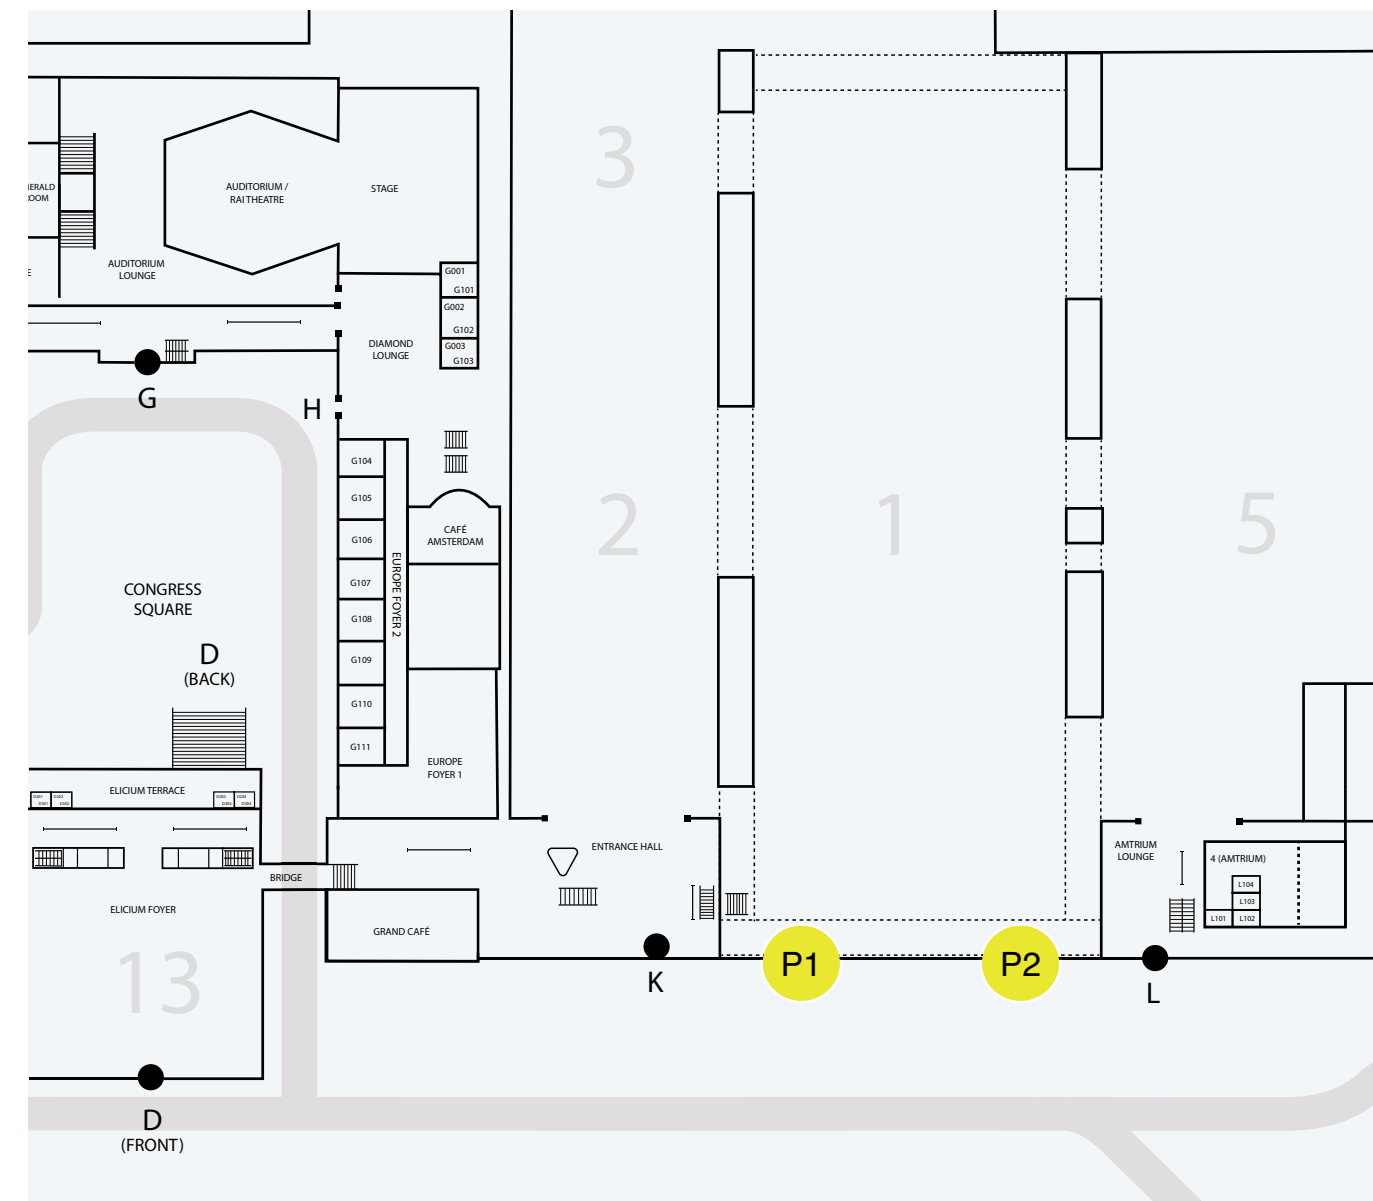 3
AUDITORIUM /
RAI THEATRE
STAGE
AUDITORIUM
LOUNGE
G001
G101
G002
G102
G003
G103
DIAMOND
LOUNGE
G
H
G104
G105
G106
G107
G108
G109
G110
G111
EUROPE FOYER 2
CAFÉ
AMSTERDAM
2
1
5
CONGRESS
SQUARE
D
(BACK)
EUROPE
FOYER 1
ELICIUM TERRACE
BRIDGE
ELICIUM FOYER
GRAND CAFÉ
ENTRANCE HALL
AMTRIUM
LOUNGE
4 (AMTRIUM)
L104
L103
L101
L102
13
K
P1
P2
L
D
(FRONT)